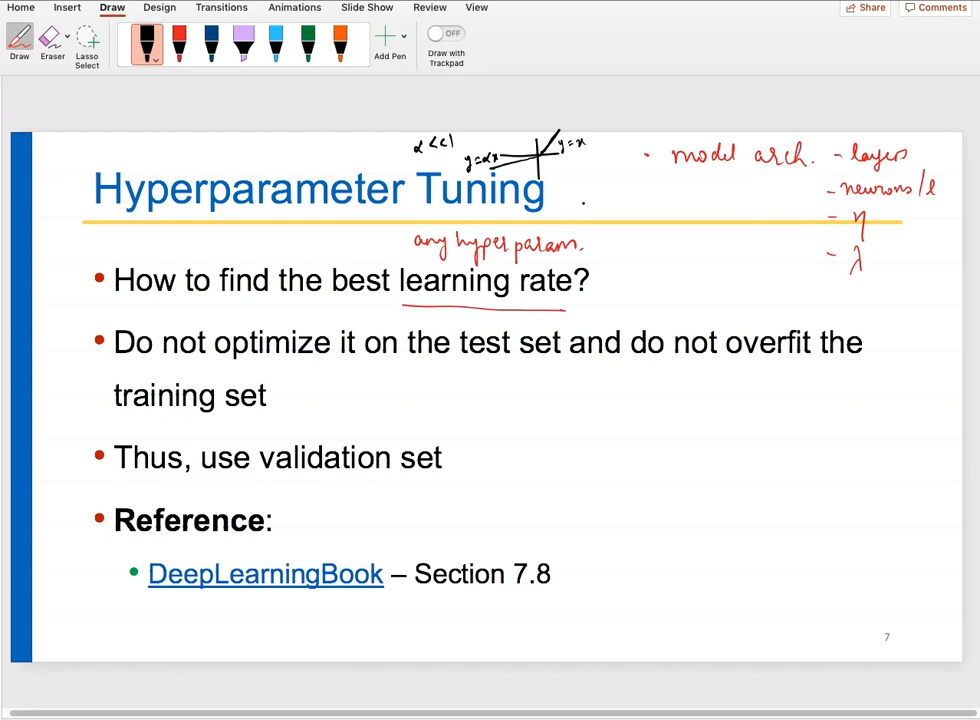 Home Insert Draw Design Transitions Animations Slide Show Review View Share Comments
Draw Eraser Lasso Select Add Pen OFF Draw with Trackpad
α <<1 y=αx y=x
• model arch. - layers
- neurons/l
- η
- λ
Hyperparameter Tuning
any hyperparam.
• How to find the best learning rate?
• Do not optimize it on the test set and do not overfit the
training set
• Thus, use validation set
• Reference:
• DeepLearningBook – Section 7.8
7